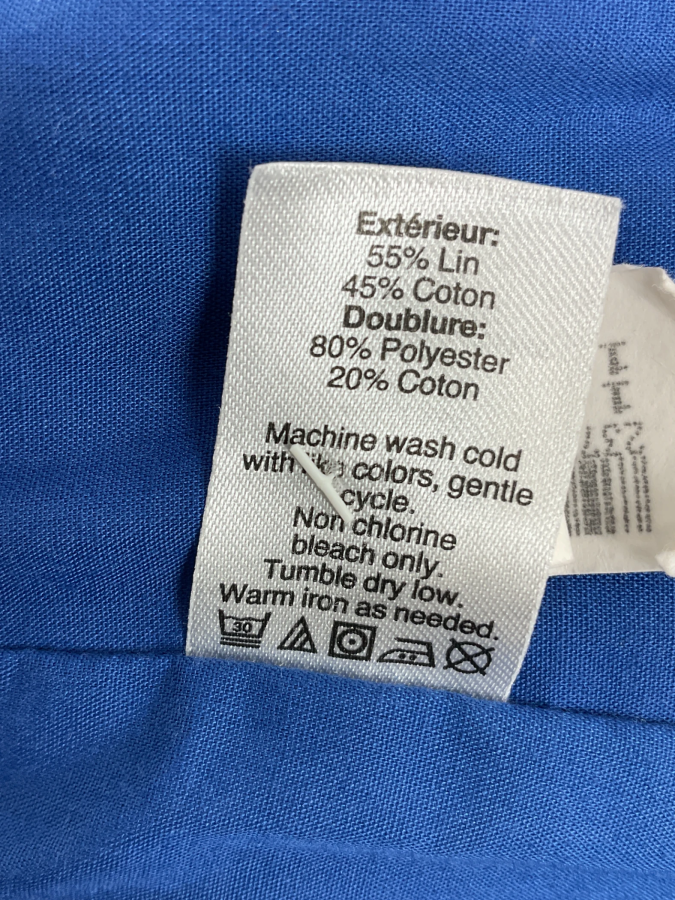 Extérieur:
55% Lin
45% Coton
Doublure:
80% Polyester
20% Coton
Machine wash cold
with like colors, gentle
cycle.
Non chlorine
bleach only.
Tumble dry low.
Warm iron as needed.
30